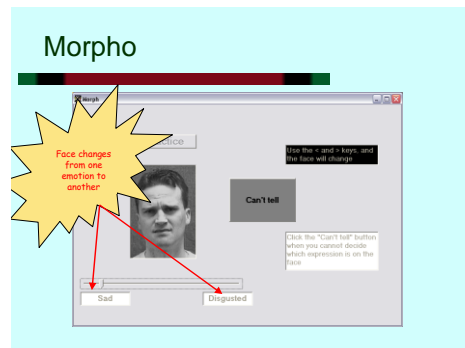 Morpho
Morph
Face changes
from one
emotion to
another
Use the < and > keys, and
the face will change
Can't tell
Click the "Can't tell" button
when you cannot decide
which expression is on the
face
Sad
Disgusted